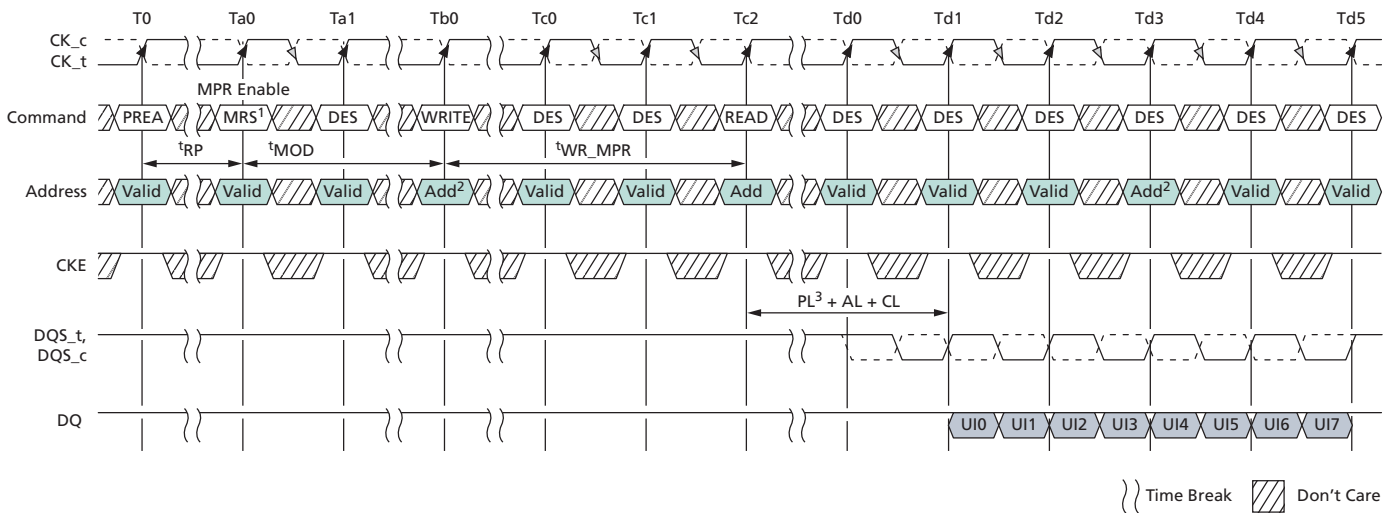 T0 Ta0 Ta1 Tb0 Tc0 Tc1 Tc2 Td0 Td1 Td2 Td3 Td4 Td5
CK_c
CK_t
MPR Enable
Command PREA MRS1 DES WRITE DES DES READ DES DES DES DES DES DES
tRP tMOD tWR_MPR
Address Valid Valid Valid Add2 Valid Valid Add Valid Valid Valid Add2 Valid Valid
CKE
PL3 + AL + CL
DQS_t,
DQS_c
DQ UI0 UI1 UI2 UI3 UI4 UI5 UI6 UI7
Time Break Don't Care